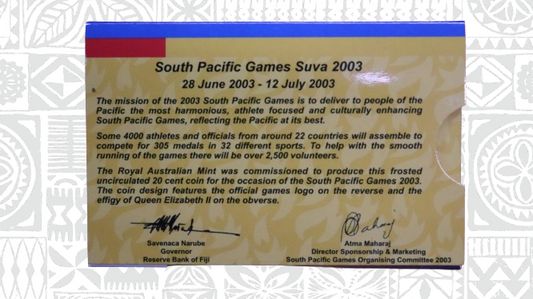 South Pacific Games Suva 2003
28 June 2003 - 12 July 2003
The mission of the 2003 South Pacific Games is to deliver to people of the
Pacific the most harmonious, athlete focused and culturally enhancing
South Pacific Games, reflecting the Pacific at its best.
Some 4000 athletes and officials from around 22 countries will assemble to
compete for 305 medals in 32 different sports. To help with the smooth
running of the games there will be over 2,500 volunteers.
The Royal Australian Mint was commissioned to produce this frosted
uncirculated 20 cent coin for the occasion of the South Pacific Games 2003.
The coin design features the official games logo on the reverse and the
effigy of Queen Elizabeth II on the obverse.
Savenaca Narube
Governor
Reserve Bank of Fiji
Atma Maharaj
Director Sponsorship & Marketing
South Pacific Games Organising Committee 2003